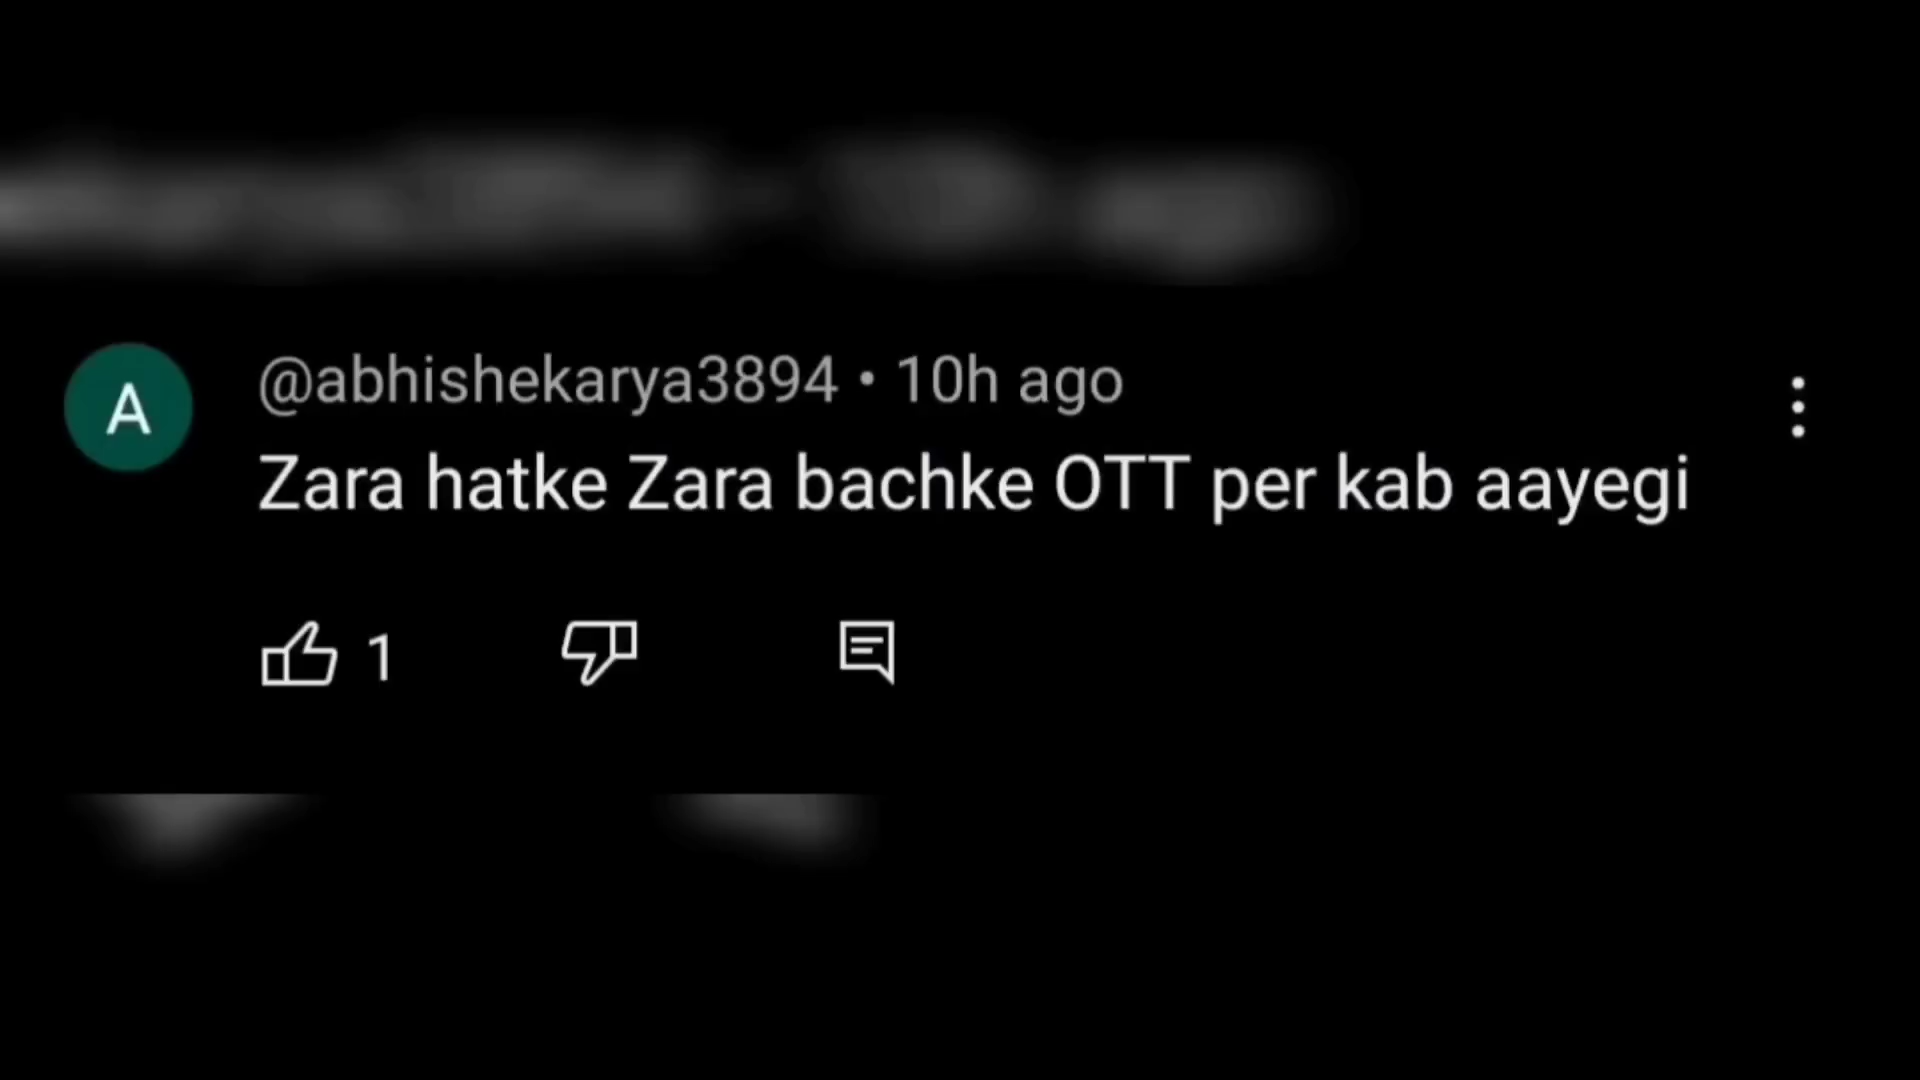 A
@abhishekarya3894 • 10h ago
Zara hatke Zara bachke OTT per kab aayegi
1